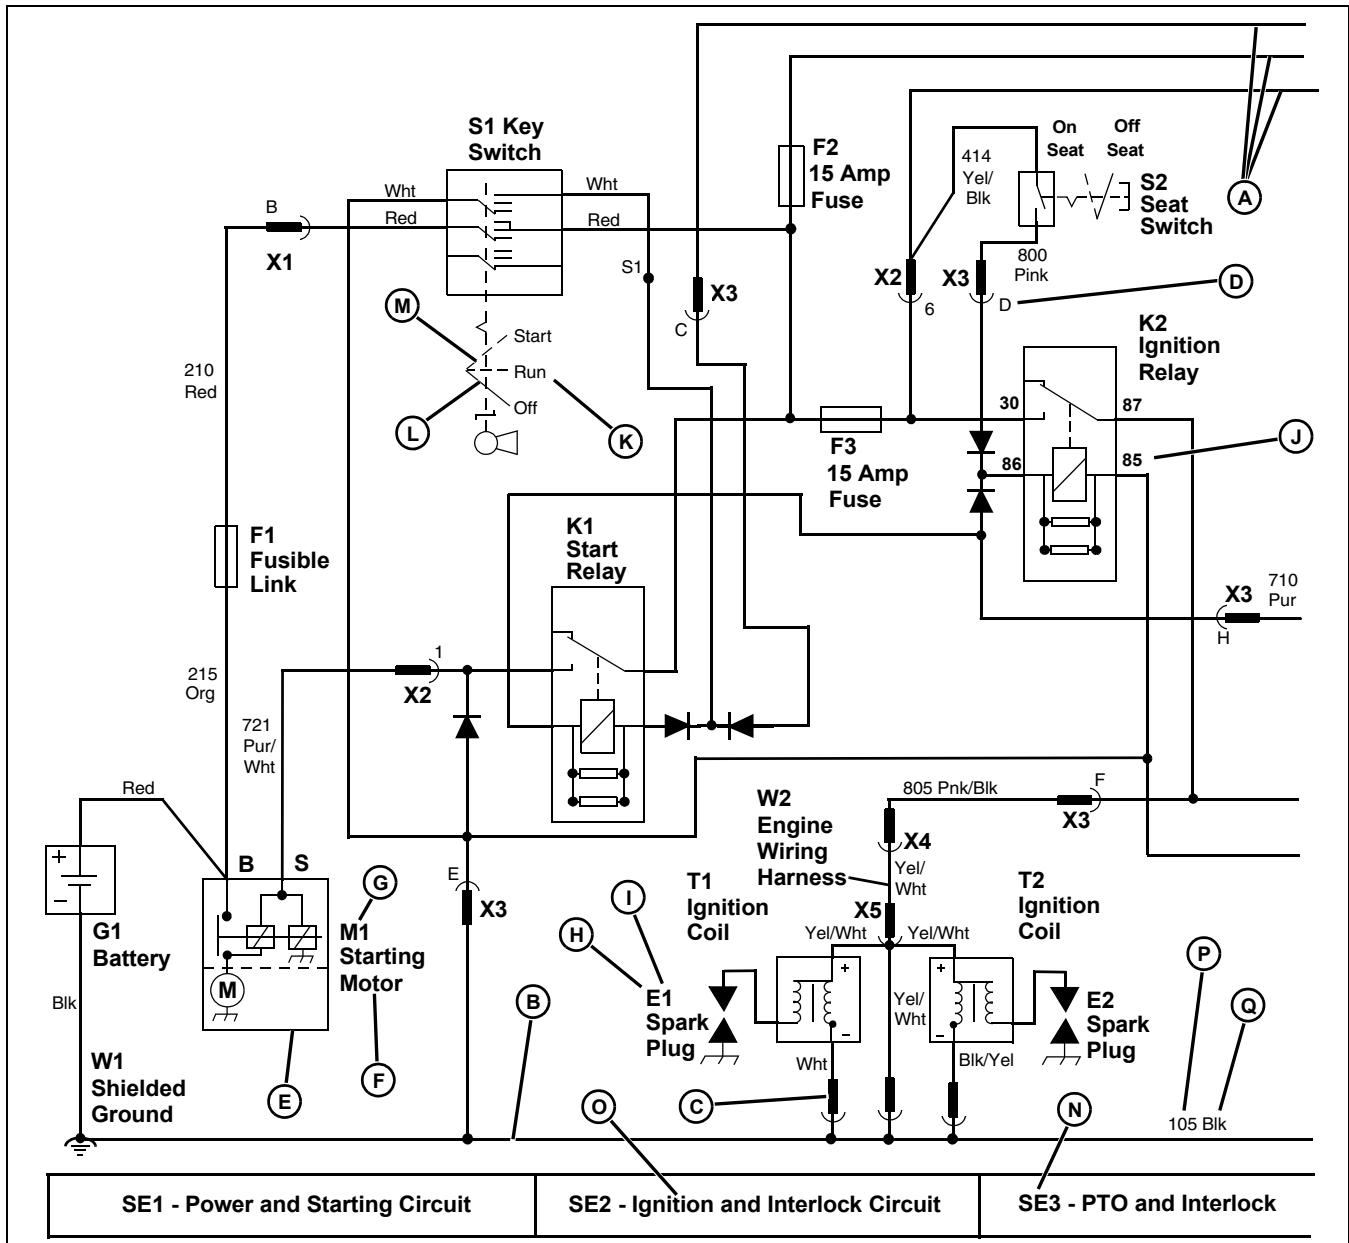 On
Seat
Off
Seat
A
S1 Key
Switch
F2
15 Amp
Fuse
414
Yel/
Blk
S2
Seat
Switch
Wht
Wht
B
Red
Red
X1
S1
X3
C
X2
6
X3
D
800
Pink
D
M
Start
Run
Off
L
K
210
Red
K2
Ignition
Relay
30
87
86
85
J
F3
15 Amp
Fuse
F1
Fusible
Link
K1
Start
Relay
X3
H
710
Pur
215
Org
721
Pur/
Wht
1
X2
Red
805 Pnk/Blk
F
X3
W2
Engine
Wiring
Harness
X4
Yel/
Wht
X5
+
-
G1
Battery
B
S
G
M1
Starting
Motor
M
E
X3
T1
Ignition
Coil
T2
Ignition
Coil
Yel/Wht
Yel/Wht
+
-
+
-
I
H
E1
Spark
Plug
Yel/
Wht
E2
Spark
Plug
Blk
B
Wht
Blk/Yel
P
Q
W1
Shielded
Ground
E
F
O
C
N
105 Blk
SE1 - Power and Starting Circuit
SE2 - Ignition and Interlock Circuit
SE3 - PTO and Interlock